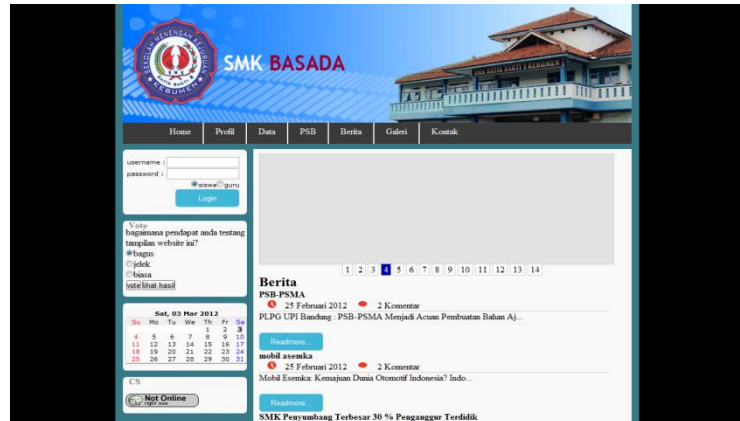 SEKOLAH MENENGAH KEJURUAN
KEBUMEN
SMK BASADA
Home Profil Data PSB Berita Galeri Kontak
username :
password :
siswa guru
Login
Vote
bagaimana pendapat anda tentang
tampilan website ini?
bagus
jelek
biasa
vote lihat hasil
Sat, 03 Mar 2012
Su Mo Tu We Th Fr Sa
1 2 3
4 5 6 7 8 9 10
11 12 13 14 15 16 17
18 19 20 21 22 23 24
25 26 27 28 29 30 31
CS
Not Online
right now
1 2 3 4 5 6 7 8 9 10 11 12 13 14
Berita
PSB-PSMA
25 Februari 2012 2 Komentar
PLPG UPI Bandung : PSB-PSMA Menjadi Acuan Pembuatan Bahan Aj...
Readmore...
mobil asemka
25 Februari 2012 2 Komentar
Mobil Esemka: Kemajuan Dunia Otomotif Indonesia? Indo...
Readmore...
SMK Penyumbang Terbesar 30 % Penganggur Terdidik